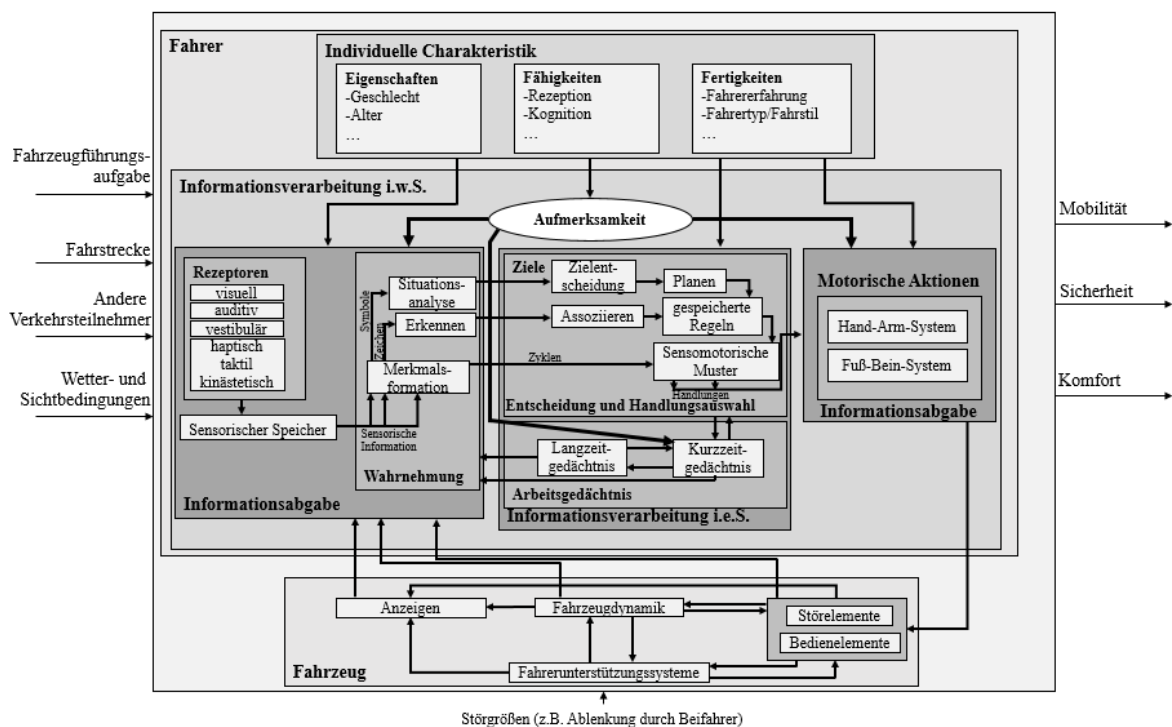 Fahrer
Individuelle Charakteristik
Eigenschaften
-Geschlecht
-Alter
…
Fähigkeiten
-Rezeption
-Kognition
…
Fertigkeiten
-Fahrererfahrung
-Fahrertyp/Fahrstil
…
Fahrzeugführungs-
aufgabe
Fahrstrecke
Andere
Verkehrsteilnehmer
Wetter- und
Sichtbedingungen
Informationsverarbeitung i.w.S.
Aufmerksamkeit
Rezeptoren
visuell
auditiv
vestibulär
haptisch
taktil
kinästetisch
Sensorischer Speicher
Informationsabgabe
Situations-
analyse
Erkennen
Symbole
Zeichen
Merkmals-
formation
Sensorische
Information
Wahrnehmung
Ziele
Zielent-
scheidung
Planen
Assoziieren
gespeicherte
Regeln
Zyklen
Sensomotorische
Muster
Handlungen
Entscheidung und Handlungsauswahl
Langzeit-
gedächtnis
Kurzzeit-
gedächtnis
Arbeitsgedächtnis
Informationsverarbeitung i.e.S.
Motorische Aktionen
Hand-Arm-System
Fuß-Bein-System
Informationsabgabe
Mobilität
Sicherheit
Komfort
Anzeigen
Fahrzeugdynamik
Störelemente
Bedienelemente
Fahrerunterstützungssysteme
Fahrzeug
Störgrößen (z.B. Ablenkung durch Beifahrer)